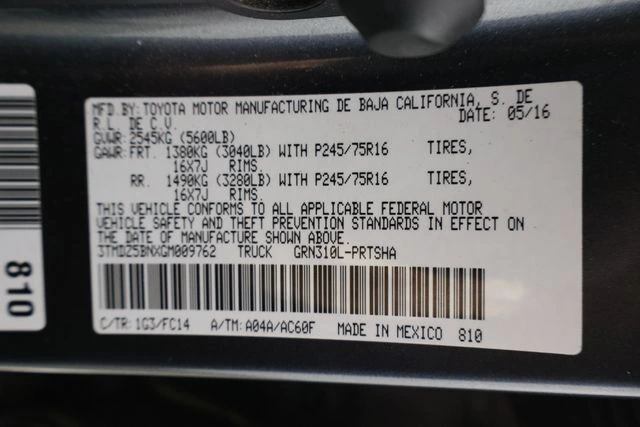 MFD.BY:TOYOTA MOTOR MANUFACTURING DE BAJA CALIFORNIA, S. DE
R.L. DE C.V. DATE: 05/16
GVWR: 2545KG (5600LB)
GAWR: FRT. 1380KG (3040LB) WITH P245/75R16 TIRES,
16X7J RIMS.
RR. 1490KG (3280LB) WITH P245/75R16 TIRES,
16X7J RIMS.
THIS VEHICLE CONFORMS TO ALL APPLICABLE FEDERAL MOTOR
VEHICLE SAFETY AND THEFT PREVENTION STANDARDS IN EFFECT ON
THE DATE OF MANUFACTURE SHOWN ABOVE.
3TMDZ5BNXGM009762 TRUCK GRN310L-PRTSHA
C/TR: 1G3/FC14 A/TM: A04A/AC60F MADE IN MEXICO 810
810